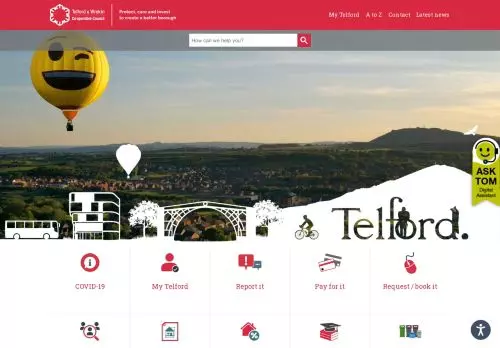 Telford & Wrekin
Co-operative Council
Protect, care and invest
to create a better borough
My Telford
A to Z
Contact
Latest news
How can we help you?
ASK
TOM
Digital
Assistant
Telford.
COVID-19
My Telford
Report it
Pay for it
Request / book it